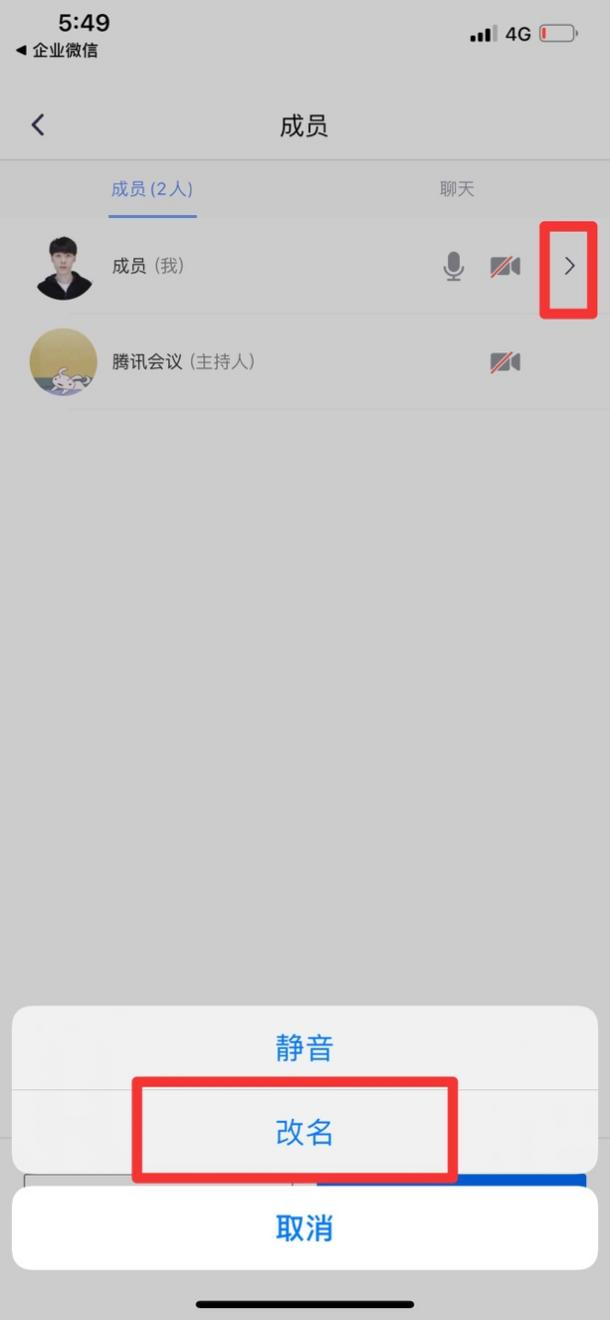 5:49
4G
◀ 企业微信
成员
成员(2人)
聊天
成员 (我)
腾讯会议 (主持人)
静音
改名
取消